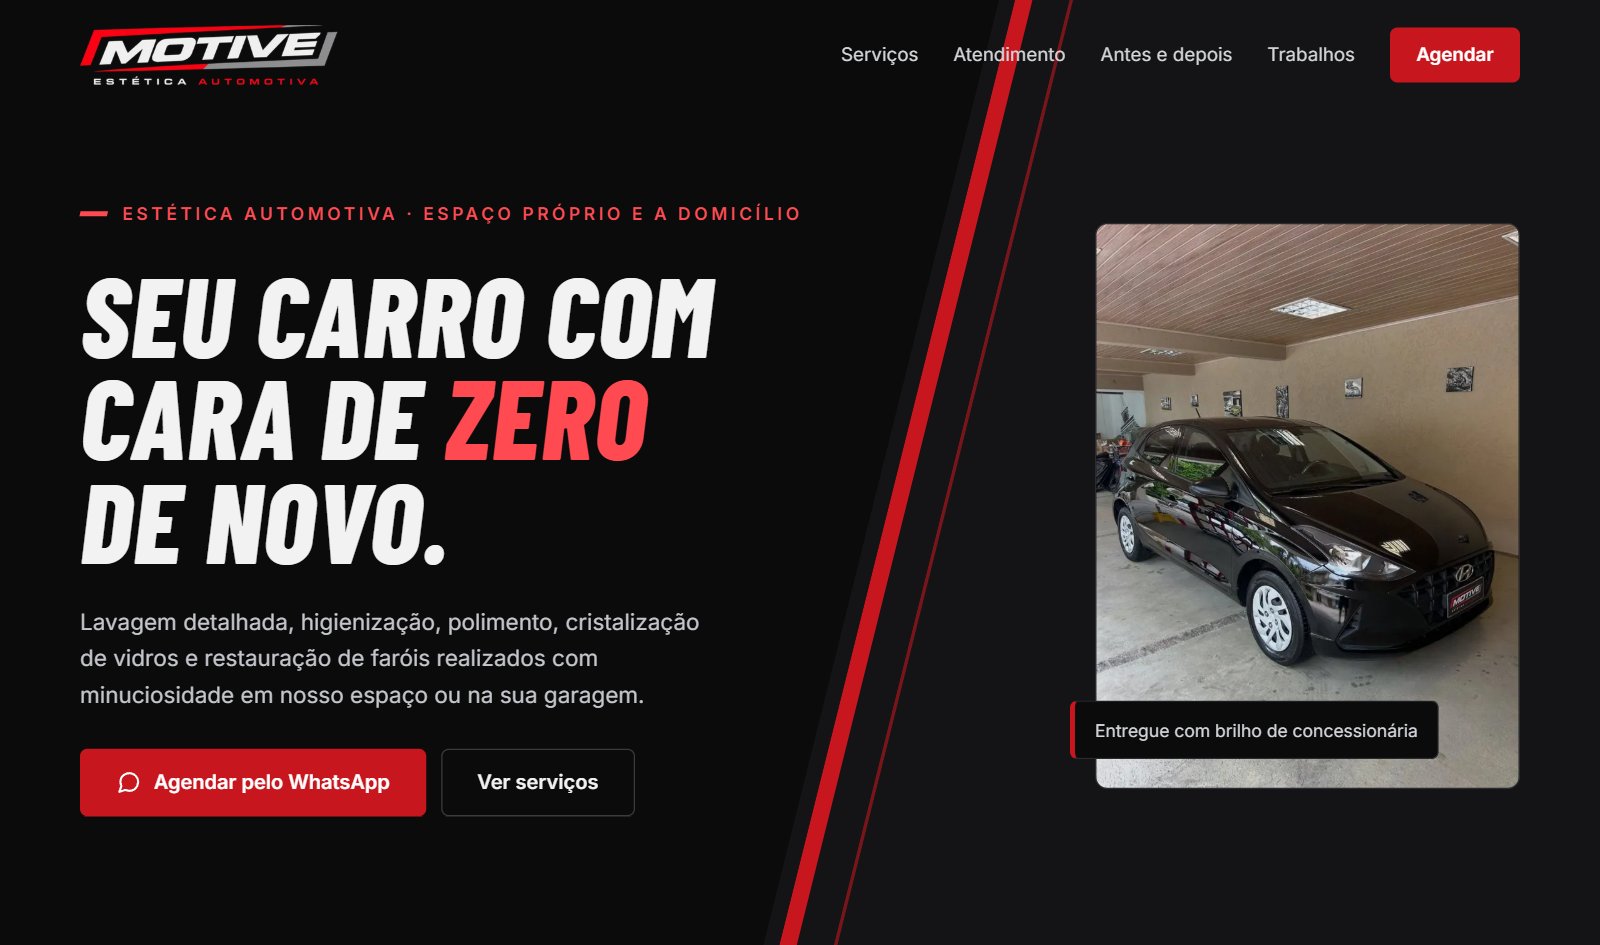 MOTIVE
ESTÉTICA AUTOMOTIVA
Serviços
Atendimento
Antes e depois
Trabalhos
Agendar
ESTÉTICA AUTOMOTIVA · ESPAÇO PRÓPRIO E A DOMICÍLIO
SEU CARRO COM
CARA DE ZERO
DE NOVO.
Lavagem detalhada, higienização, polimento, cristalização
de vidros e restauração de faróis realizados com
minuciosidade em nosso espaço ou na sua garagem.
Agendar pelo WhatsApp
Ver serviços
MOTIVE
Entregue com brilho de concessionária